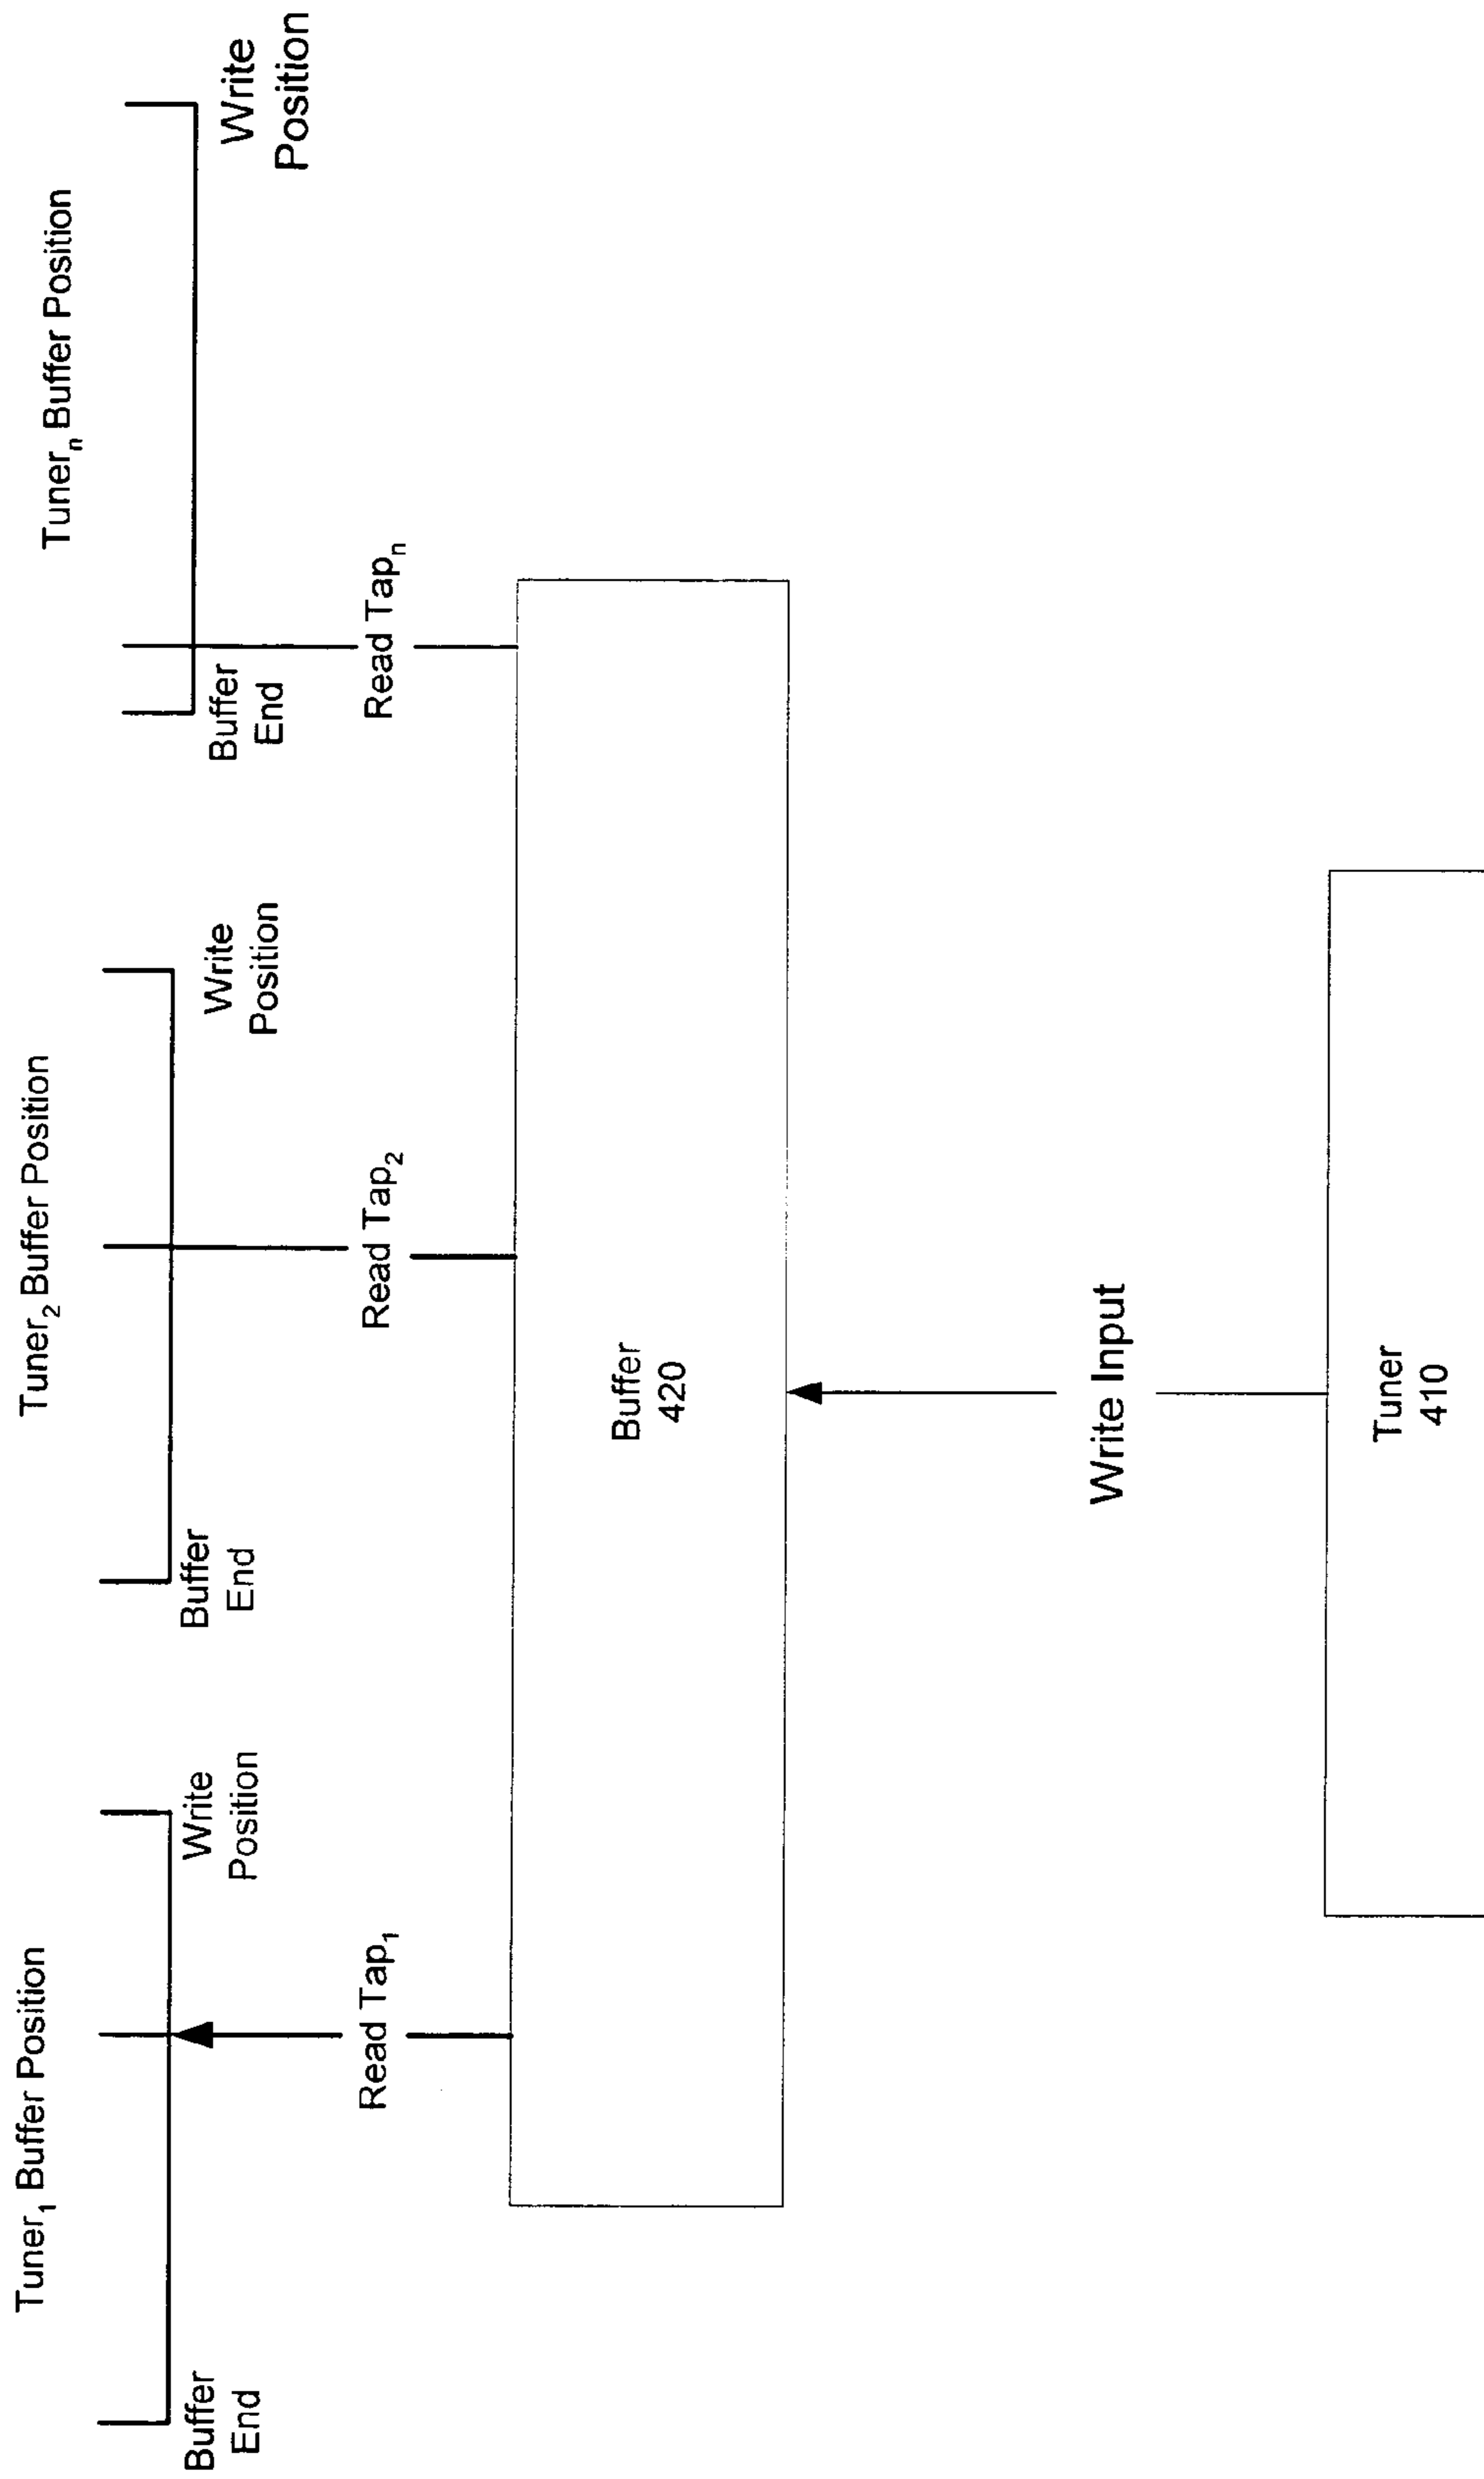 Tuner₁ Buffer Position
Buffer
End
Write
Position
Read Tap₁
Tuner₂ Buffer Position
Buffer
End
Write
Position
Read Tap₂
Tunerₙ Buffer Position
Buffer
End
Write
Position
Read Tapₙ
Buffer
420
Write Input
Tuner
410